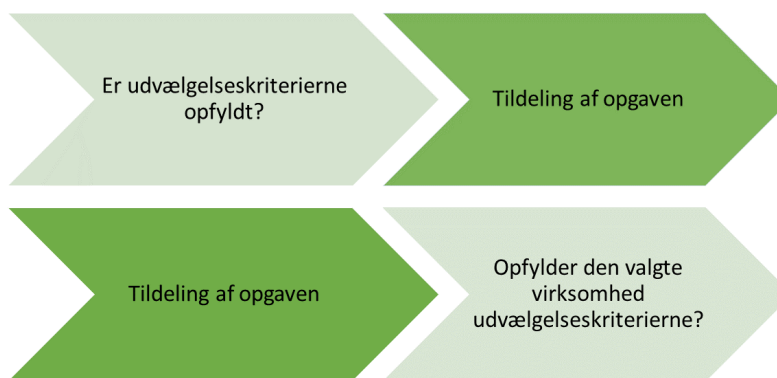 Er udvælgelseskriterierne
opfyldt?
Tildeling af opgaven
Tildeling af opgaven
Opfylder den valgte
virksomhed
udvælgelseskriterierne?